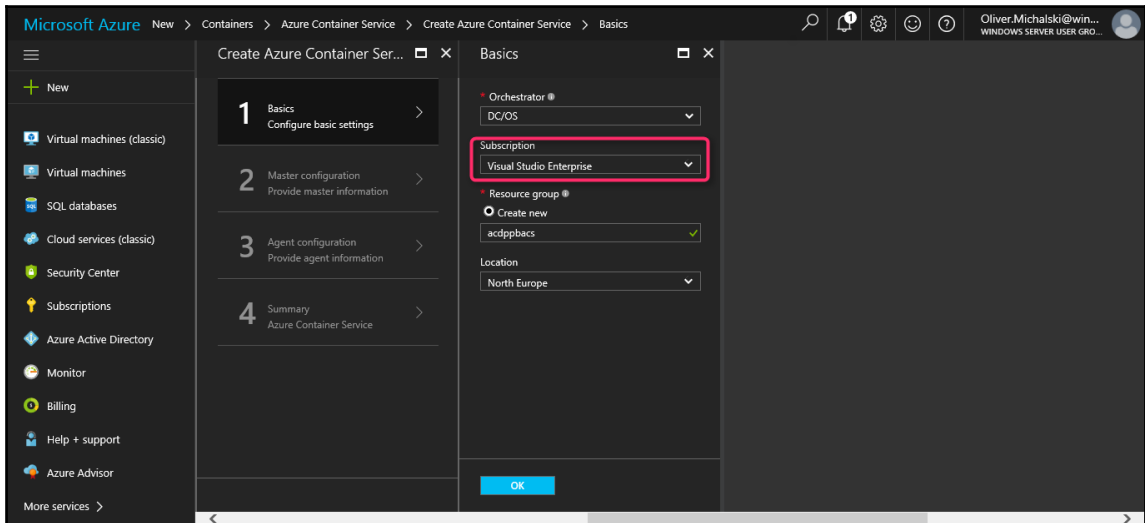 Microsoft Azure New > Containers > Azure Container Service > Create Azure Container Service > Basics
1
Oliver.Michalski@win...
WINDOWS SERVER USER GRO...
New
Virtual machines (classic)
Virtual machines
SQL databases
Cloud services (classic)
Security Center
Subscriptions
Azure Active Directory
Monitor
Billing
Help + support
Azure Advisor
More services >
Create Azure Container Ser...
1
Basics
Configure basic settings
2
Master configuration
Provide master information
3
Agent configuration
Provide agent information
4
Summary
Azure Container Service
Basics
* Orchestrator
DC/OS
Subscription
Visual Studio Enterprise
* Resource group
Create new
acdppbacs
Location
North Europe
OK